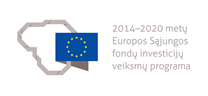 2014–2020 metų
Europos Sąjungos
fondų investicijų
veiksmų programa